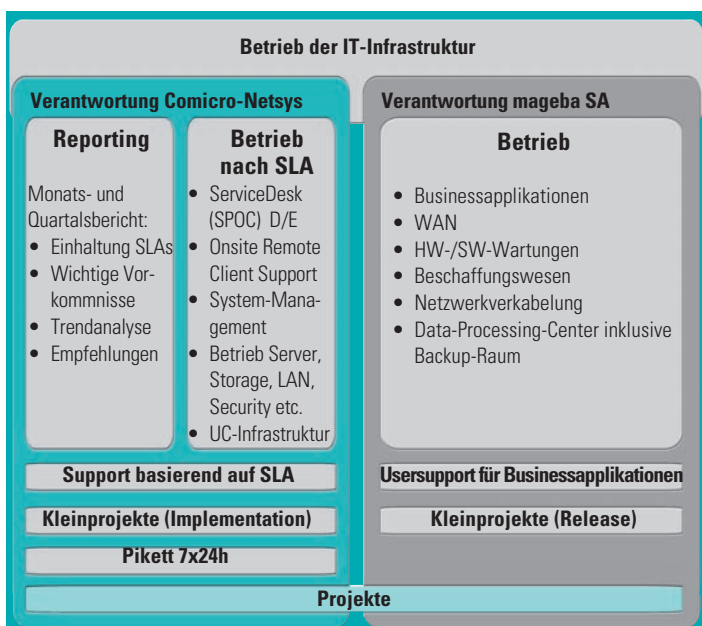 Betrieb der IT-Infrastruktur
Verantwortung Comicro-Netsys
Reporting
Monats- und
Quartalsbericht:
• Einhaltung SLAs
• Wichtige Vor-
kommnisse
• Trendanalyse
• Empfehlungen
Betrieb
nach SLA
• ServiceDesk
(SPOC) D/E
• Onsite Remote
Client Support
• System-Mana-
gement
• Betrieb Server,
Storage, LAN,
Security etc.
• UC-Infrastruktur
Support basierend auf SLA
Kleinprojekte (Implementation)
Pikett 7x24h
Verantwortung mageba SA
Betrieb
• Businessapplikationen
• WAN
• HW-/SW-Wartungen
• Beschaffungswesen
• Netzwerkverkabelung
• Data-Processing-Center inklusive
Backup-Raum
Usersupport für Businessapplikationen
Kleinprojekte (Release)
Projekte